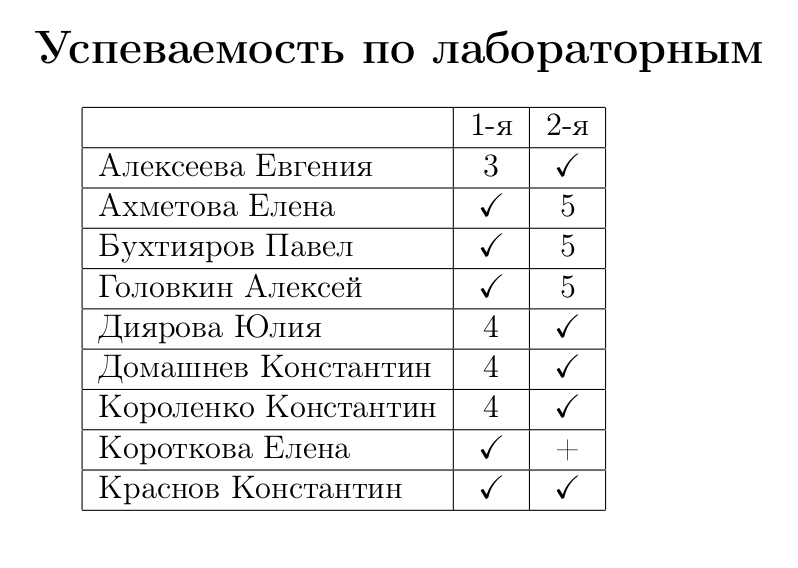 Успеваемость по лабораторным
1-я 2-я
Алексеева Евгения 3 ✓
Ахметова Елена ✓ 5
Бухтияров Павел ✓ 5
Головкин Алексей ✓ 5
Диярова Юлия 4 ✓
Домашнев Константин 4 ✓
Короленко Константин 4 ✓
Короткова Елена ✓ +
Краснов Константин ✓ ✓